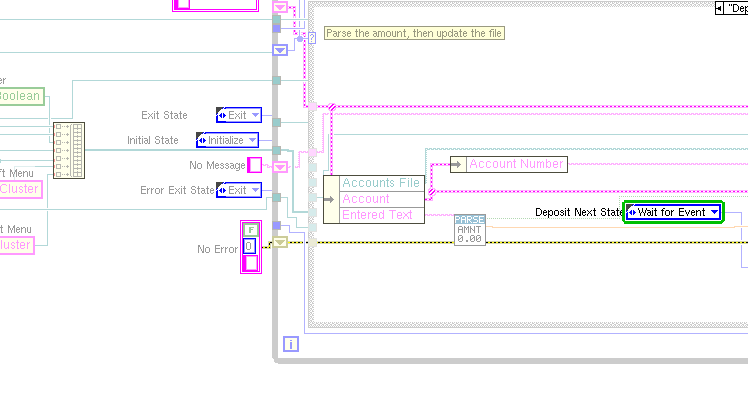 "Dep
Parse the amount, then update the file
?
er
Boolean
Exit State
Exit
Initial State
Initialize
No Message
ft Menu
Cluster
Error Exit State
Exit
Account Number
Accounts File
Account
Entered Text
Deposit Next State
Wait for Event
PARSE
AMNT
0.00
t Menu
luster
No Error
F
0
i